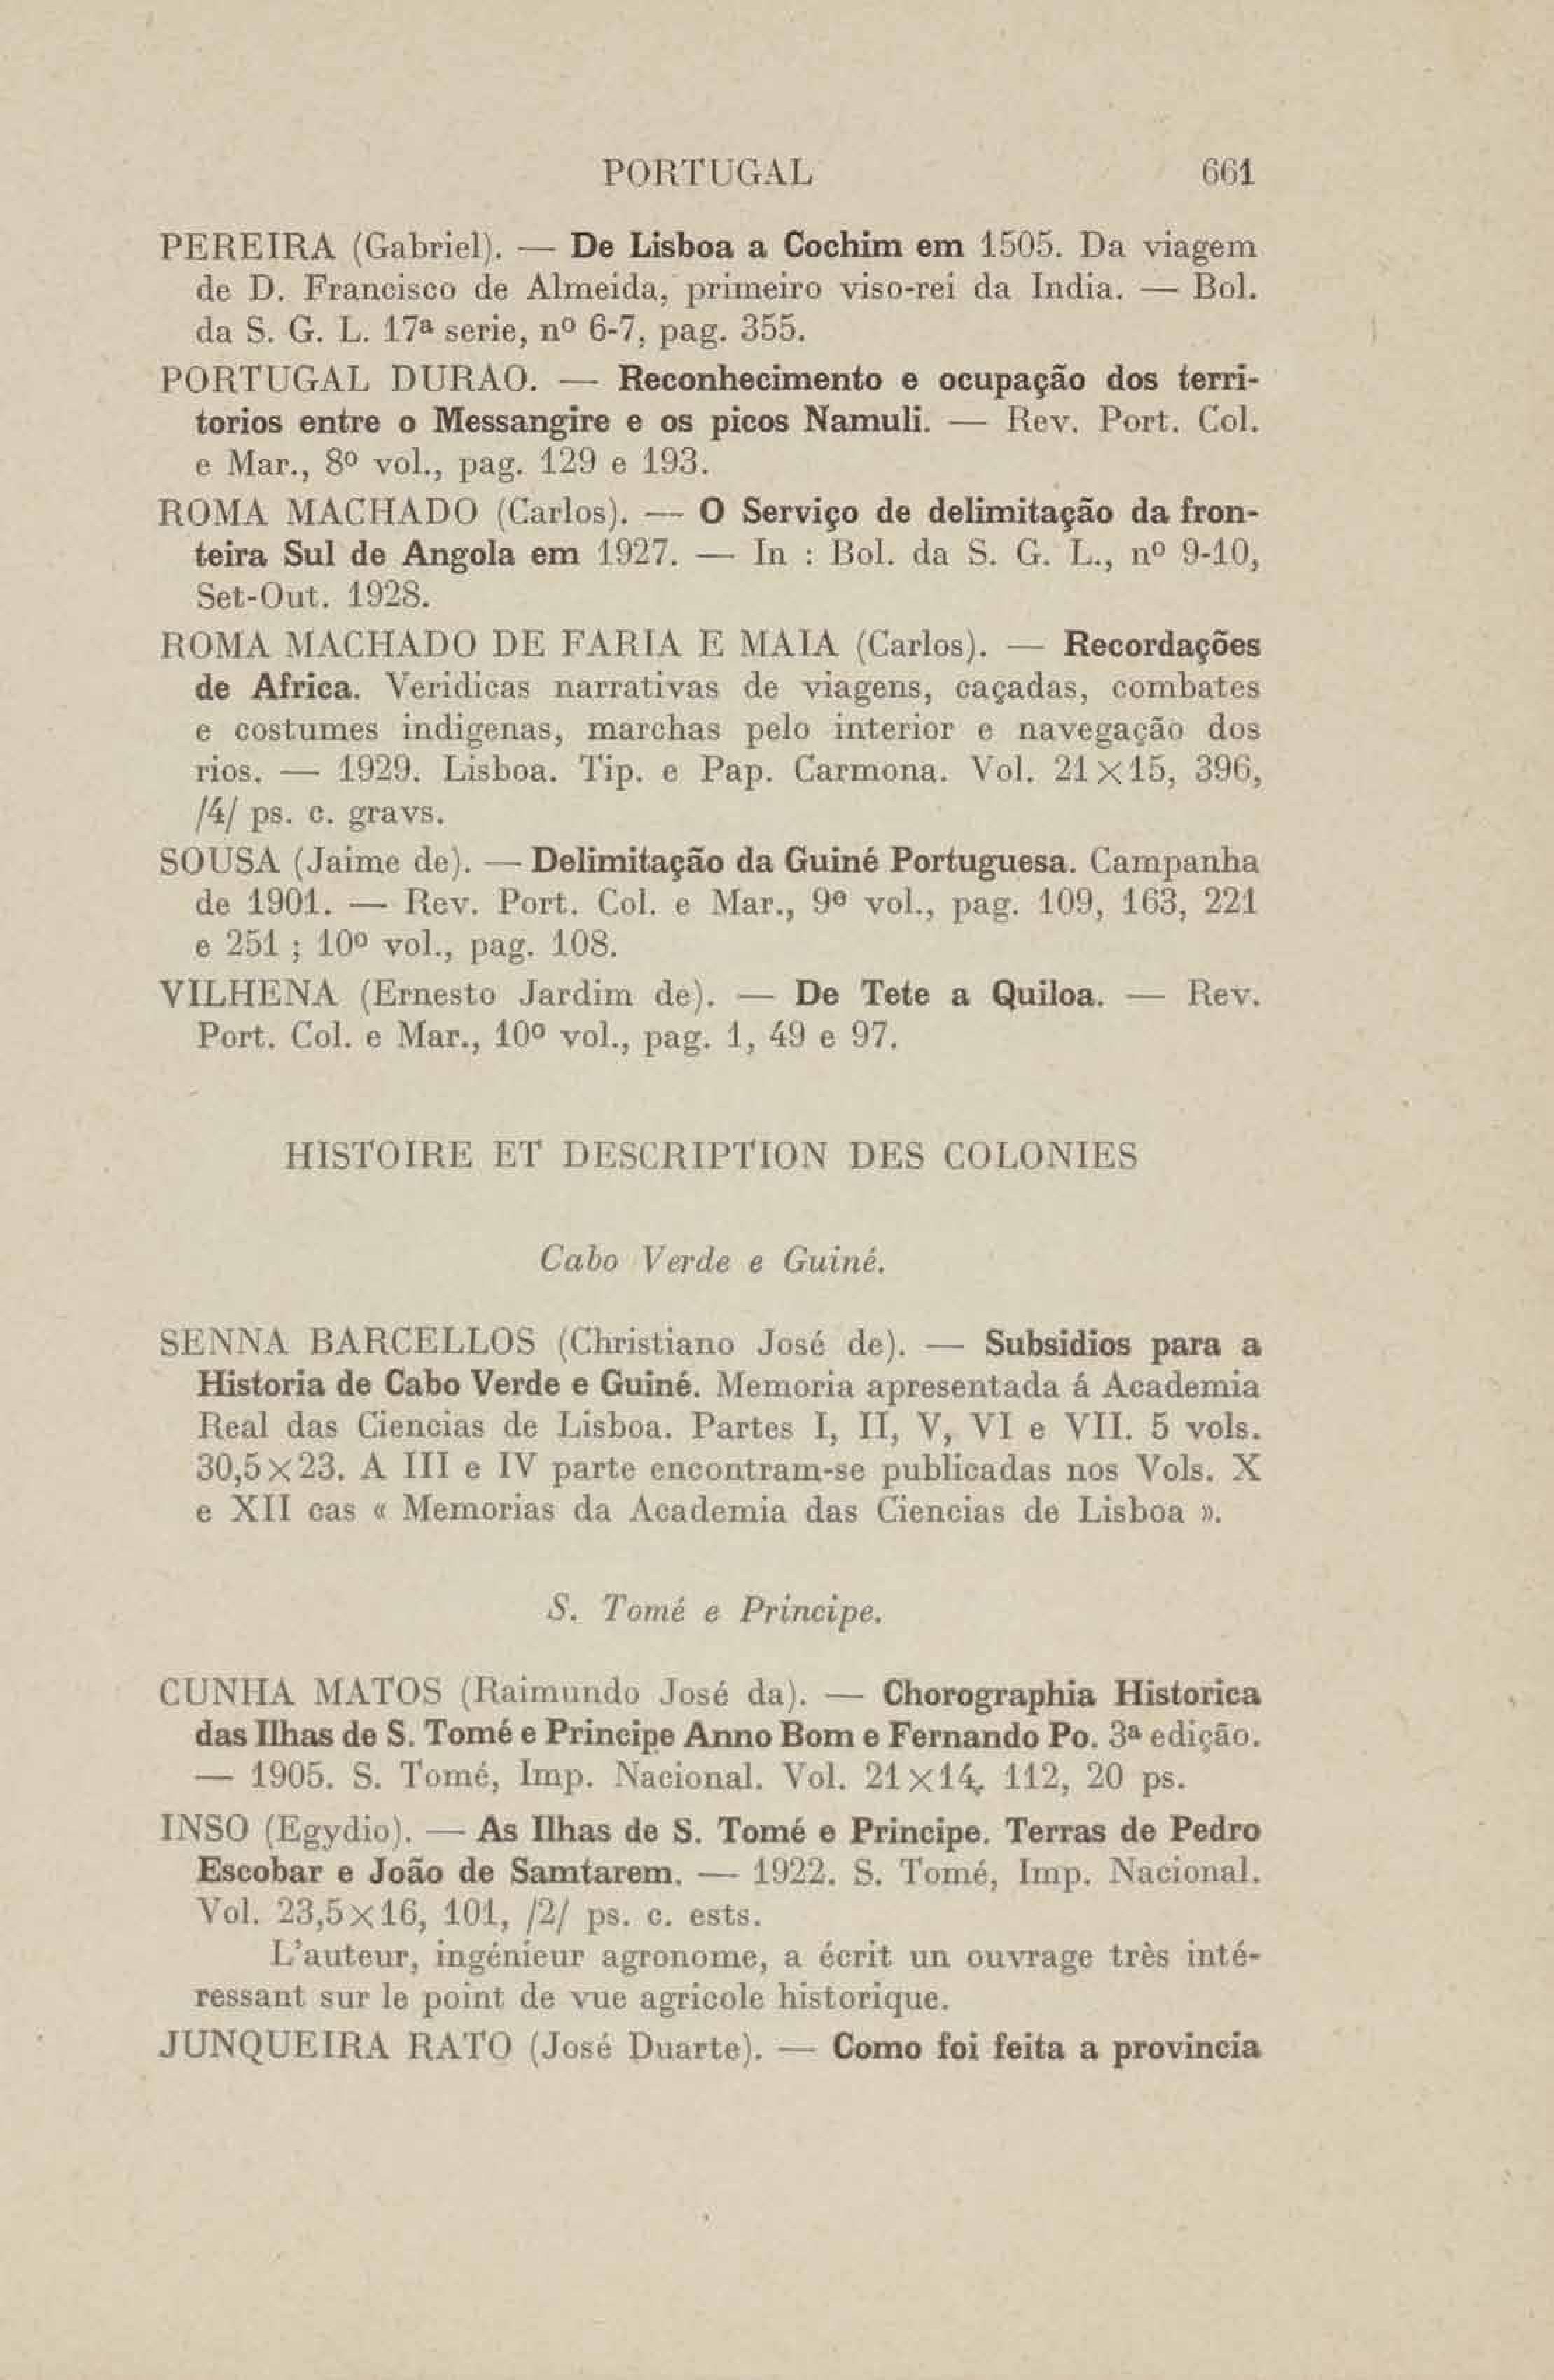 PORTUGAL 661
PEREIRA (Gabriel). — De Lisboa a Cochim em 1505. Da viagem
de D. Francisco de Almeida, primeiro viso-rei da India. — Bol.
da S. G. L. 17ª serie, nº 6-7, pag. 355.
PORTUGAL DURAO. — Reconhecimento e ocupação dos terri-
torios entre o Messangire e os picos Namuli. — Rev. Port. Col.
e Mar., 8º vol., pag. 129 e 193.
ROMA MACHADO (Carlos). — O Serviço de delimitação da fron-
teira Sul de Angola em 1927. — In : Bol. da S. G. L., nº 9-10,
Set-Out. 1928.
ROMA MACHADO DE FARIA E MAIA (Carlos). — Recordações
de Africa. Veridicas narrativas de viagens, caçadas, combates
e costumes indigenas, marchas pelo interior e navegação dos
rios. — 1929. Lisboa. Tip. e Pap. Carmona. Vol. 21×15, 396,
/4/ ps. c. gravs.
SOUSA (Jaime de). — Delimitação da Guiné Portuguesa. Campanha
de 1901. — Rev. Port. Col. e Mar., 9ᵉ vol., pag. 109, 163, 221
e 251 ; 10º vol., pag. 108.
VILHENA (Ernesto Jardim de). — De Tete a Quiloa. — Rev.
Port. Col. e Mar., 10º vol., pag. 1, 49 e 97.
HISTOIRE ET DESCRIPTION DES COLONIES
Cabo Verde e Guiné.
SENNA BARCELLOS (Christiano José de). — Subsidios para a
Historia de Cabo Verde e Guiné. Memoria apresentada á Academia
Real das Ciencias de Lisboa. Partes I, II, V, VI e VII. 5 vols.
30,5×23. A III e IV parte encontram-se publicadas nos Vols. X
e XII cas « Memorias da Academia das Ciencias de Lisboa ».
S. Tomé e Principe.
CUNHA MATOS (Raimundo José da). — Chorographia Historica
das Ilhas de S. Tomé e Principe Anno Bom e Fernando Po. 3ª edição.
— 1905. S. Tomé, Imp. Nacional. Vol. 21×14, 112, 20 ps.
INSO (Egydio). — As Ilhas de S. Tomé e Principe. Terras de Pedro
Escobar e João de Samtarem. — 1922. S. Tomé, Imp. Nacional.
Vol. 23,5×16, 101, /2/ ps. c. ests.
L'auteur, ingénieur agronome, a écrit un ouvrage très inté-
ressant sur le point de vue agricole historique.
JUNQUEIRA RATO (José Duarte). — Como foi feita a provincia